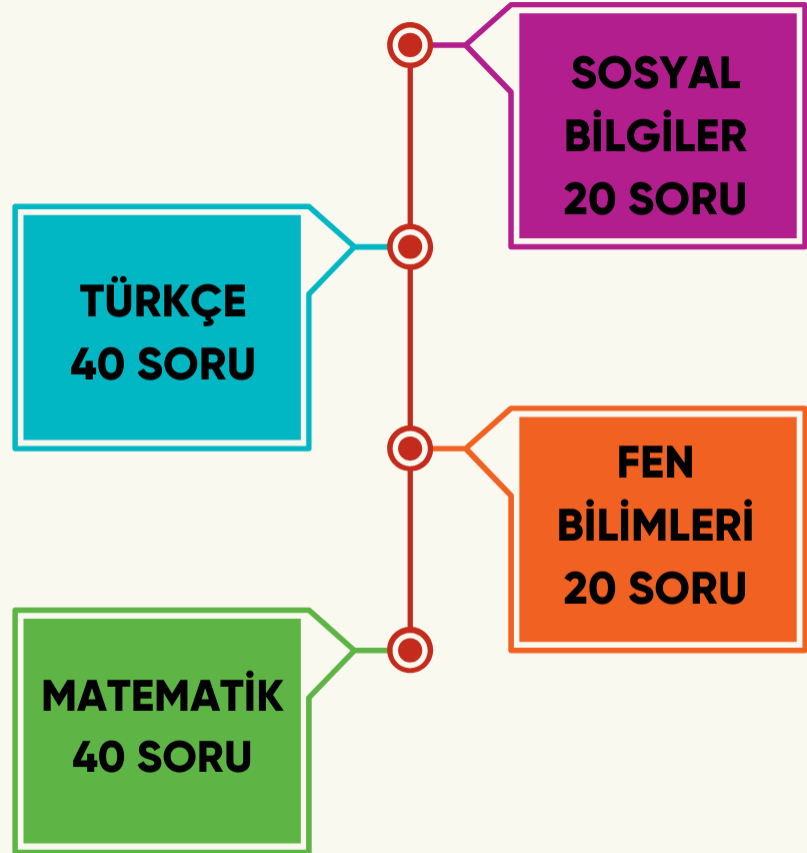 SOSYAL
BİLGİLER
20 SORU
TÜRKÇE
40 SORU
FEN
BİLİMLERİ
20 SORU
MATEMATİK
40 SORU